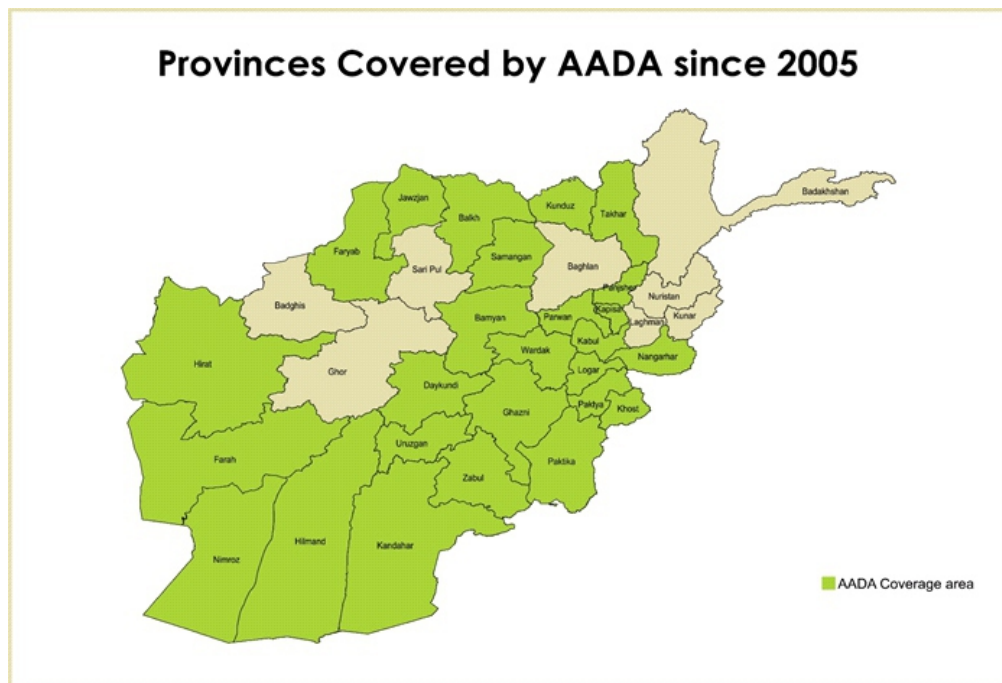 Provinces Covered by AADA since 2005
Badakhshan
Jawzjan
Kunduz
Balkh
Takhar
Faryab
Samangan
Sari Pul
Baghlan
Panjsher
Nuristan
Badghis
Kapisa
Bamyan
Parwan
Kunar
Laghman
Kabul
Wardak
Nangarhar
Hirat
Ghor
Logar
Daykundi
Paktya
Khost
Ghazni
Uruzgan
Farah
Paktika
Zabul
Hilmand
Kandahar
Nimroz
AADA Coverage area